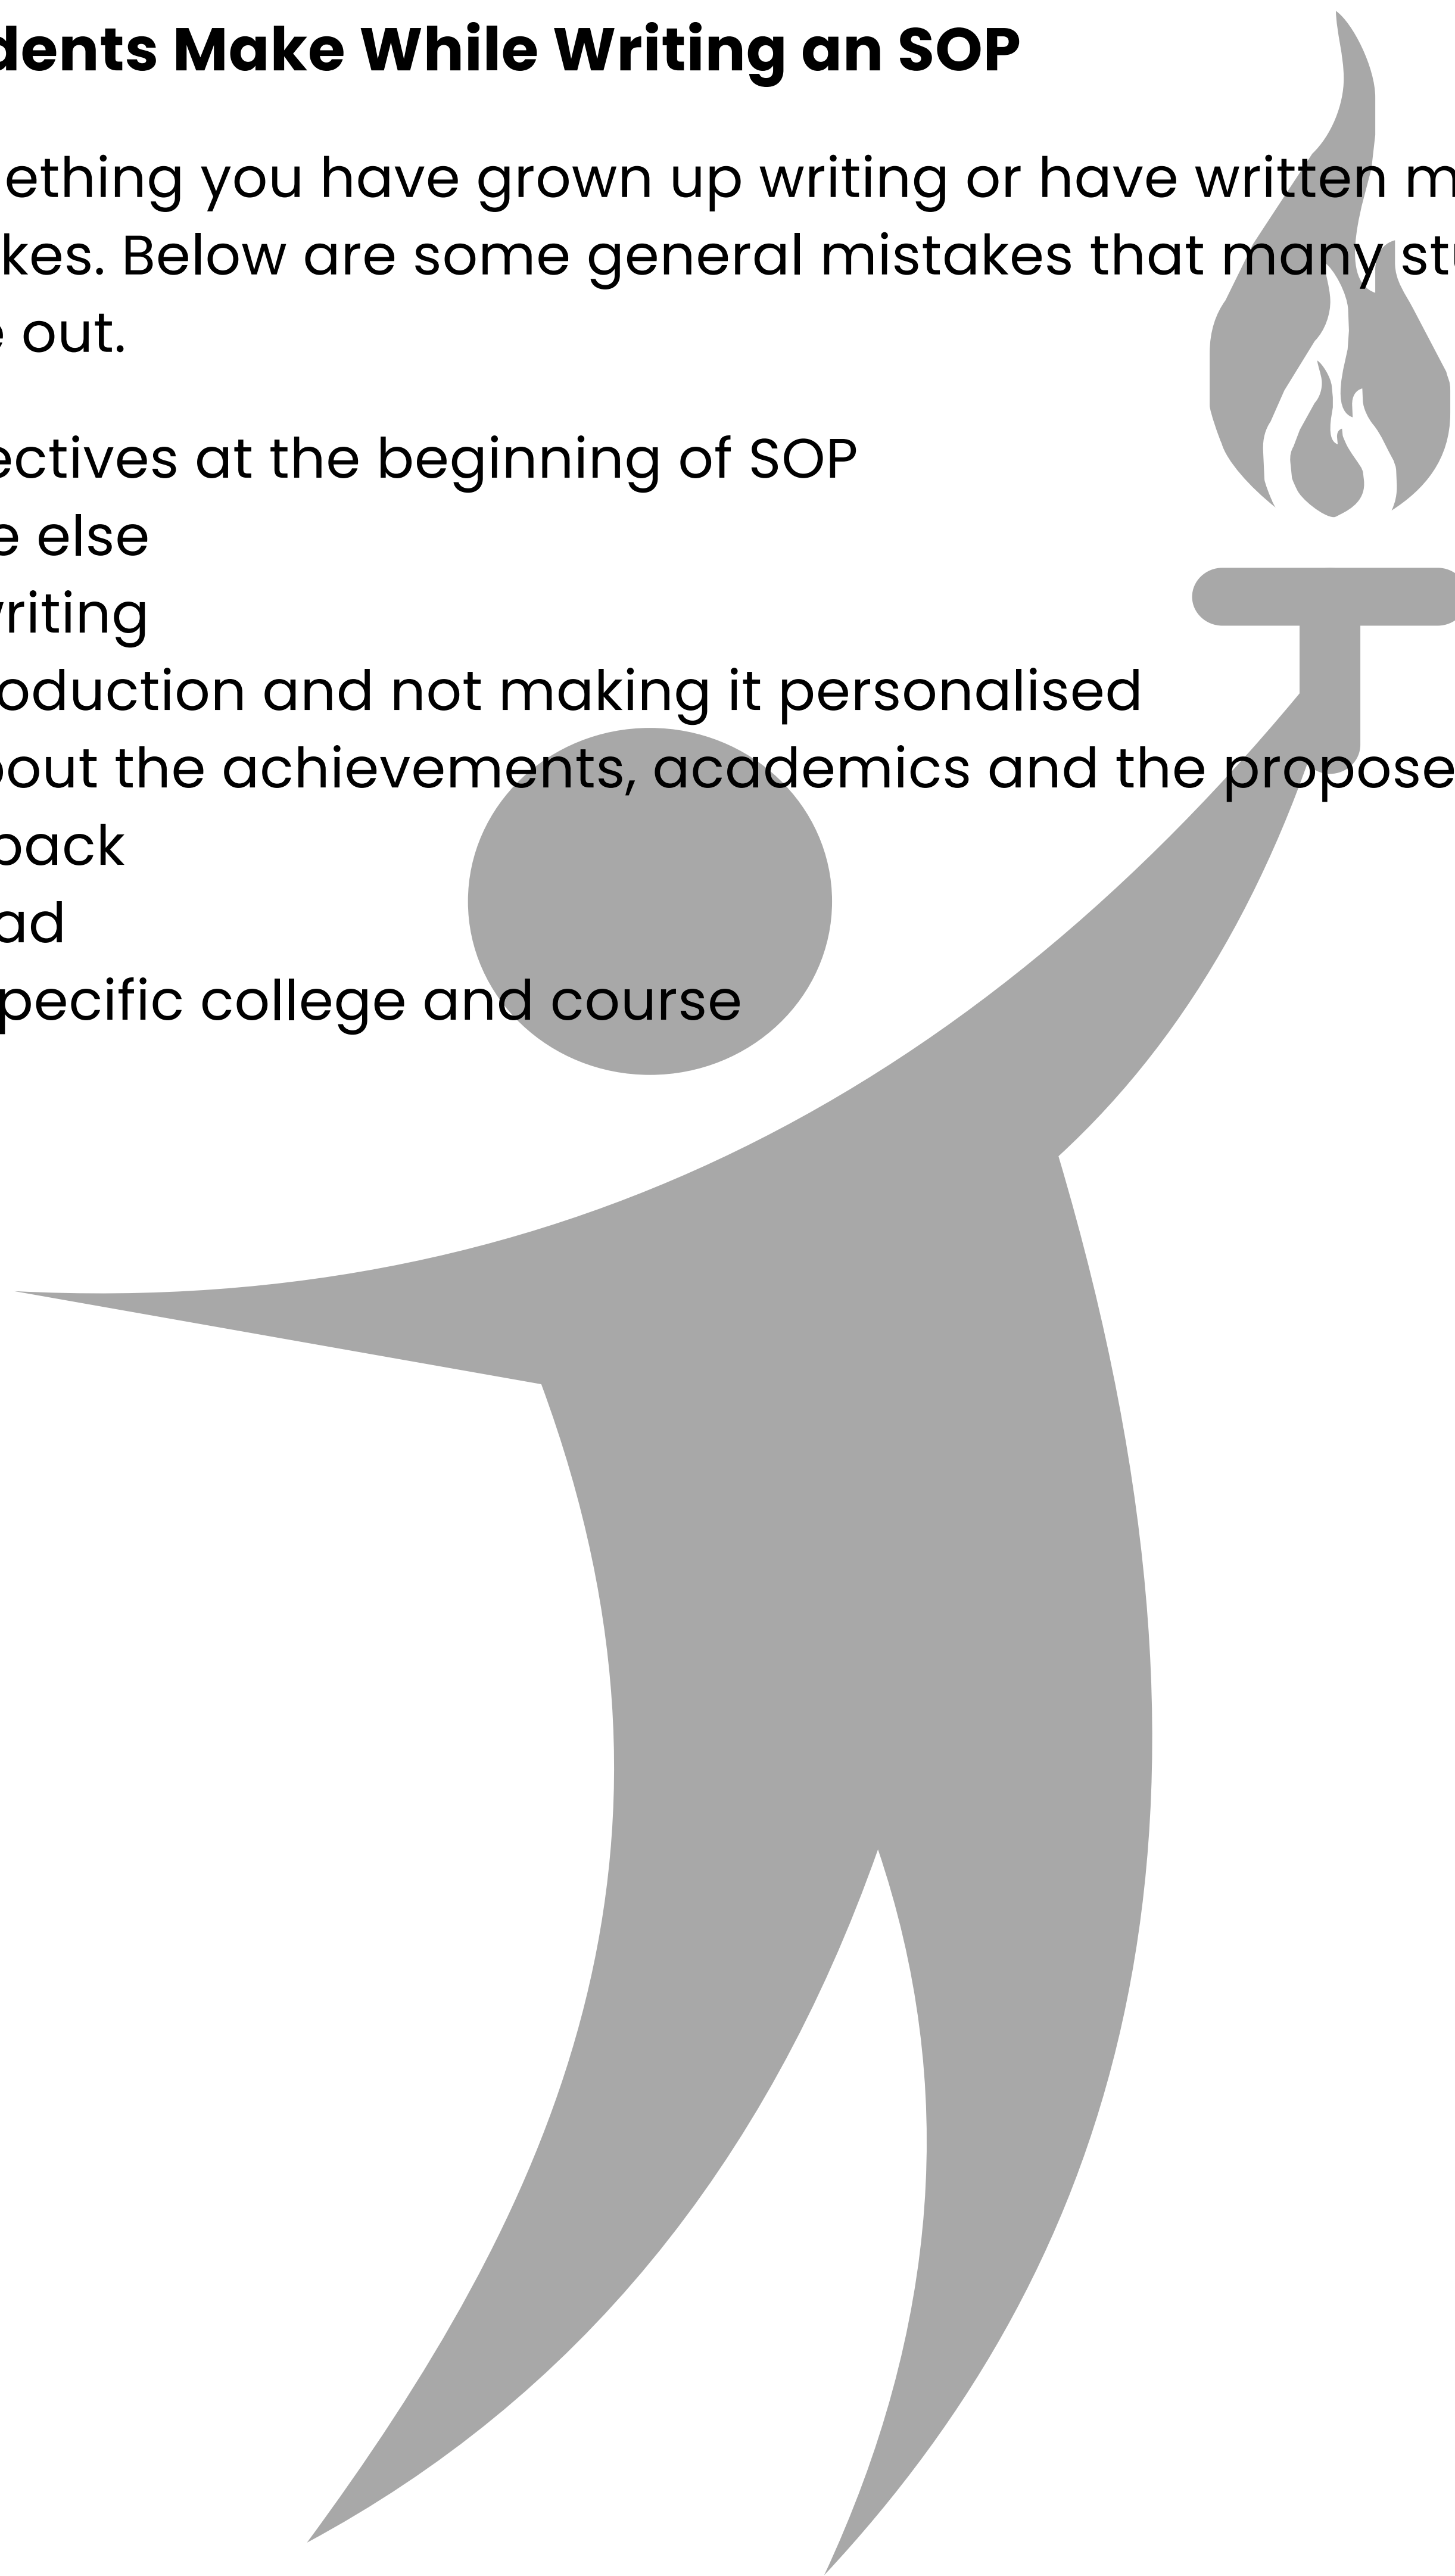 dents Make While Writing an SOP
ething you have grown up writing or have written m
kes. Below are some general mistakes that many stu
e out.
ectives at the beginning of SOP
e else
riting
oduction and not making it personalised
bout the achievements, academics and the propose
back
ad
pecific college and course